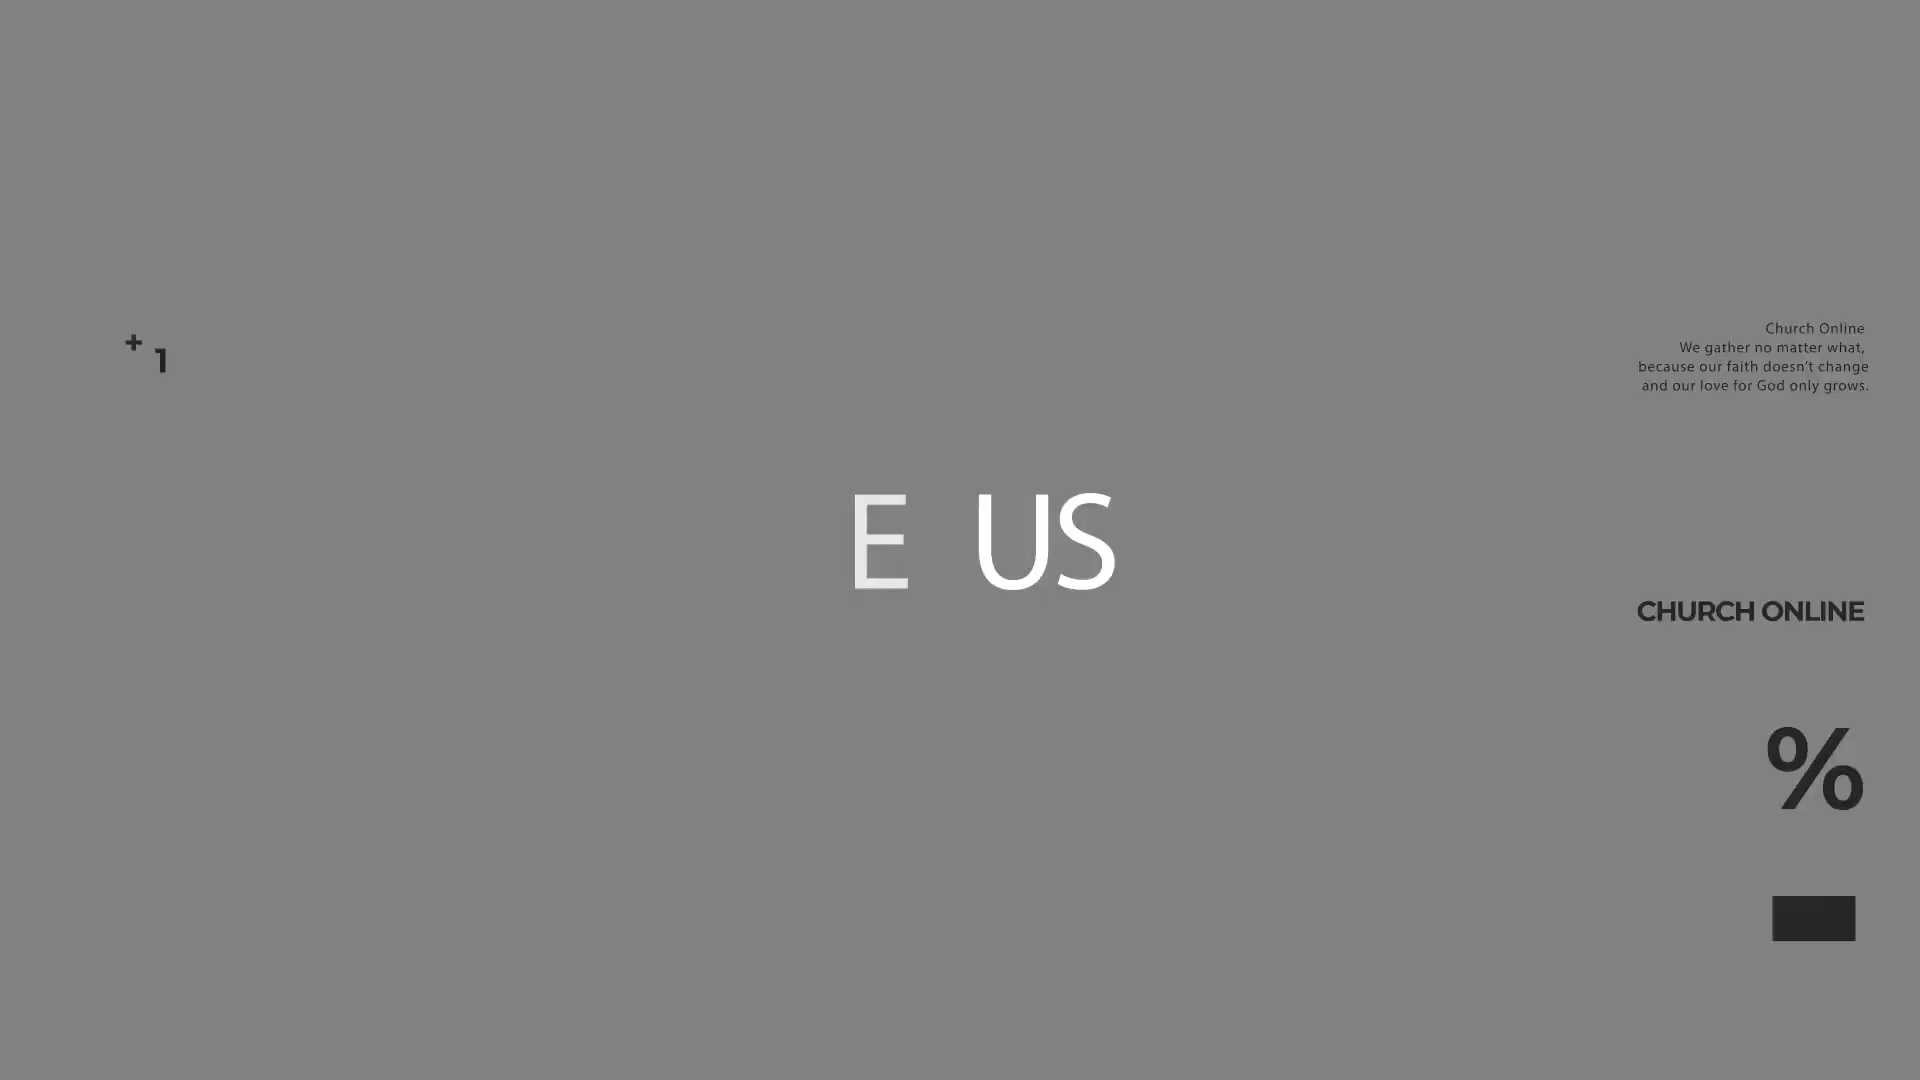 +1
Church Online
We gather no matter what,
because our faith doesn't change
and our love for God only grows.
E US
CHURCH ONLINE
%